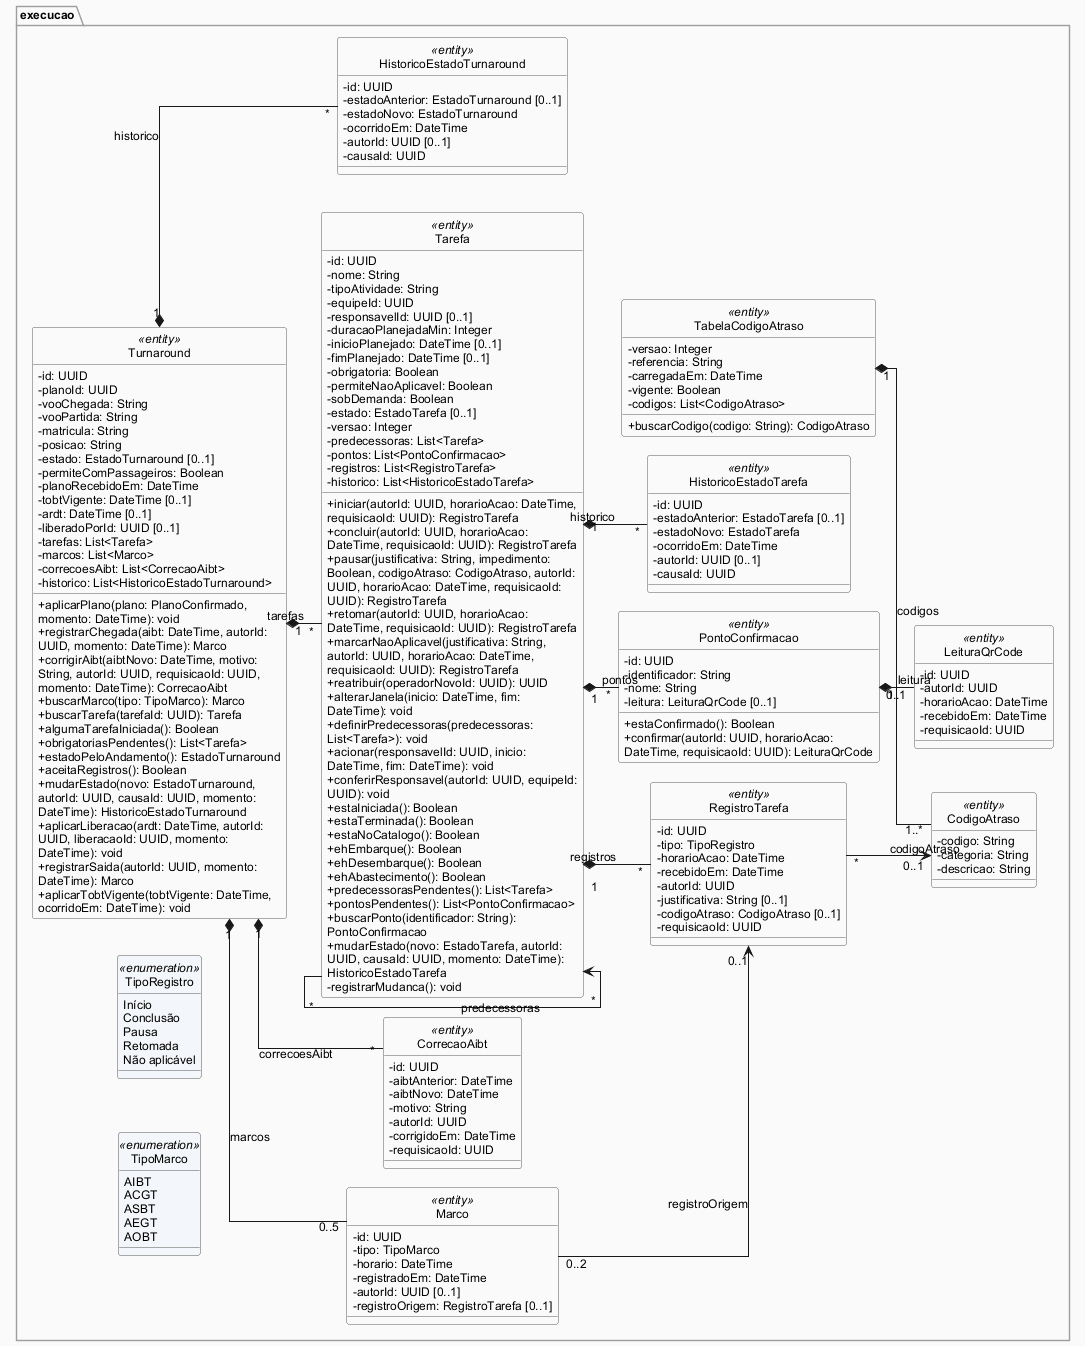 execucao
«entity»
HistoricoEstadoTurnaround
-id: UUID
-estadoAnterior: EstadoTurnaround [0..1]
-estadoNovo: EstadoTurnaround
-ocorridoEm: DateTime
-autorId: UUID [0..1]
-causaId: UUID
*
historico
1
«entity»
Turnaround
-id: UUID
-planoId: UUID
-vooChegada: String
-vooPartida: String
-matricula: String
-posicao: String
-estado: EstadoTurnaround [0..1]
-permiteComPassageiros: Boolean
-planoRecebidoEm: DateTime
-tobtVigente: DateTime [0..1]
-ardt: DateTime [0..1]
-liberadoPorId: UUID [0..1]
-tarefas: List<Tarefa>
-marcos: List<Marco>
-correcoesAibt: List<CorrecaoAibt>
-historico: List<HistoricoEstadoTurnaround>
+aplicarPlano(plano: PlanoConfirmado,
momento: DateTime): void
+registrarChegada(aibt: DateTime, autorId:
UUID, momento: DateTime): Marco
+corrigirAibt(aibtNovo: DateTime, motivo:
String, autorId: UUID, requisicaoId: UUID,
momento: DateTime): CorrecaoAibt
+buscarMarco(tipo: TipoMarco): Marco
+buscarTarefa(tarefaId: UUID): Tarefa
+algumaTarefaIniciada(): Boolean
+obrigatoriasPendentes(): List<Tarefa>
+estadoPeloAndamento(): EstadoTurnaround
+aceitaRegistros(): Boolean
+mudarEstado(novo: EstadoTurnaround,
autorId: UUID, causaId: UUID, momento:
DateTime): HistoricoEstadoTurnaround
+aplicarLiberacao(ardt: DateTime, autorId:
UUID, liberacaoId: UUID, momento:
DateTime): void
+registrarSaida(autorId: UUID, momento:
DateTime): Marco
+aplicarTobtVigente(tobtVigente: DateTime,
ocorridoEm: DateTime): void
tarefas
1
*
«entity»
Tarefa
-id: UUID
-nome: String
-tipoAtividade: String
-equipeId: UUID
-responsavelId: UUID [0..1]
-duracaoPlanejadaMin: Integer
-inicioPlanejado: DateTime [0..1]
-fimPlanejado: DateTime [0..1]
-obrigatoria: Boolean
-permiteNaoAplicavel: Boolean
-sobDemanda: Boolean
-estado: EstadoTarefa [0..1]
-versao: Integer
-predecessoras: List<Tarefa>
-pontos: List<PontoConfirmacao>
-registros: List<RegistroTarefa>
-historico: List<HistoricoEstadoTarefa>
+iniciar(autorId: UUID, horarioAcao: DateTime,
requisicaoId: UUID): RegistroTarefa
+concluir(autorId: UUID, horarioAcao:
DateTime, requisicaoId: UUID): RegistroTarefa
+pausar(justificativa: String, impedimento:
Boolean, codigoAtraso: CodigoAtraso, autorId:
UUID, horarioAcao: DateTime, requisicaoId:
UUID): RegistroTarefa
+retomar(autorId: UUID, horarioAcao:
DateTime, requisicaoId: UUID): RegistroTarefa
+marcarNaoAplicavel(justificativa: String,
autorId: UUID, horarioAcao: DateTime,
requisicaoId: UUID): RegistroTarefa
+reatribuir(operadorNovoId: UUID): UUID
+alterarJanela(inicio: DateTime, fim:
DateTime): void
+definirPredecessoras(predecessoras:
List<Tarefa>): void
+acionar(responsavelId: UUID, inicio:
DateTime, fim: DateTime): void
+conferirResponsavel(autorId: UUID, equipeId:
UUID): void
+estaIniciada(): Boolean
+estaTerminada(): Boolean
+estaNoCatalogo(): Boolean
+ehEmbarque(): Boolean
+ehDesembarque(): Boolean
+ehAbastecimento(): Boolean
+predecessorasPendentes(): List<Tarefa>
+pontosPendentes(): List<PontoConfirmacao>
+buscarPonto(identificador: String):
PontoConfirmacao
+mudarEstado(novo: EstadoTarefa, autorId:
UUID, causaId: UUID, momento: DateTime):
HistoricoEstadoTarefa
-registrarMudanca(): void
*
*
predecessoras
«entity»
TabelaCodigoAtraso
-versao: Integer
-referencia: String
-carregadaEm: DateTime
-vigente: Boolean
-codigos: List<CodigoAtraso>
+buscarCodigo(codigo: String): CodigoAtraso
1
codigos
1..*
historico
1
*
«entity»
HistoricoEstadoTarefa
-id: UUID
-estadoAnterior: EstadoTarefa [0..1]
-estadoNovo: EstadoTarefa
-ocorridoEm: DateTime
-autorId: UUID [0..1]
-causaId: UUID
pontos
1
*
«entity»
PontoConfirmacao
-id: UUID
-identificador: String
-nome: String
-leitura: LeituraQrCode [0..1]
+estaConfirmado(): Boolean
+confirmar(autorId: UUID, horarioAcao:
DateTime, requisicaoId: UUID): LeituraQrCode
leitura
1
0..1
«entity»
LeituraQrCode
-id: UUID
-autorId: UUID
-horarioAcao: DateTime
-recebidoEm: DateTime
-requisicaoId: UUID
registros
1
*
«entity»
RegistroTarefa
-id: UUID
-tipo: TipoRegistro
-horarioAcao: DateTime
-recebidoEm: DateTime
-autorId: UUID
-justificativa: String [0..1]
-codigoAtraso: CodigoAtraso [0..1]
-requisicaoId: UUID
codigoAtraso
*
0..1
«entity»
CodigoAtraso
-codigo: String
-categoria: String
-descricao: String
0..1
1
1
«enumeration»
TipoRegistro
Início
Conclusão
Pausa
Retomada
Não aplicável
«entity»
CorrecaoAibt
-id: UUID
-aibtAnterior: DateTime
-aibtNovo: DateTime
-motivo: String
-autorId: UUID
-corrigidoEm: DateTime
-requisicaoId: UUID
*
correcoesAibt
«enumeration»
TipoMarco
AIBT
ACGT
ASBT
AEGT
AOBT
marcos
0..5
«entity»
Marco
-id: UUID
-tipo: TipoMarco
-horario: DateTime
-registradoEm: DateTime
-autorId: UUID [0..1]
-registroOrigem: RegistroTarefa [0..1]
registroOrigem
0..2